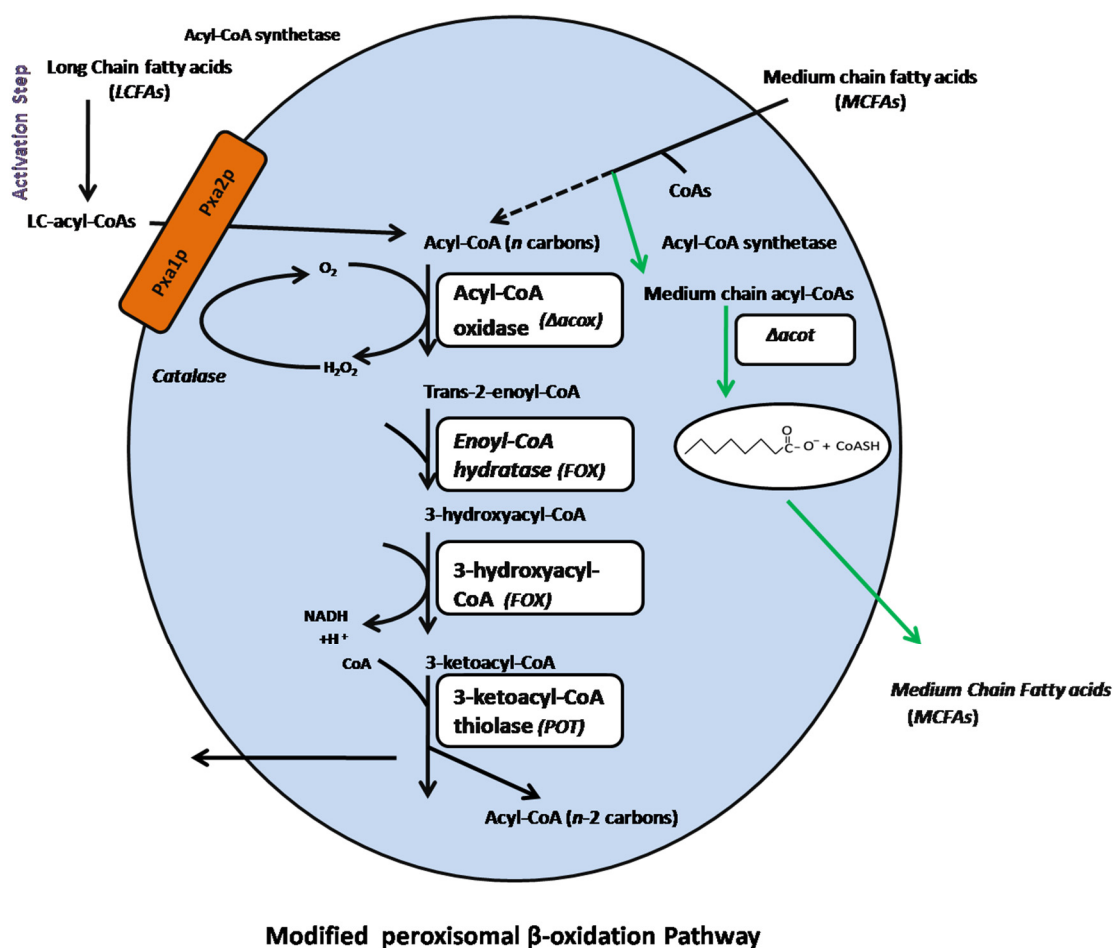 Acyl-CoA synthetase
Long Chain fatty acids
(LCFAs)
Activation Step
LC-acyl-CoAs
Pxa1p Pxa2p
Medium chain fatty acids
(MCFAs)
CoAs
Acyl-CoA (n carbons)
Acyl-CoA synthetase
Medium chain acyl-CoAs
O₂
Acyl-CoA
oxidase (Δacox)
Δacot
H₂O₂
Catalase
Trans-2-enoyl-CoA
Enoyl-CoA
hydratase (FOX)
O
C– O⁻ + CoASH
3-hydroxyacyl-CoA
3-hydroxyacyl-
CoA (FOX)
NADH
+H⁺
CoA
3-ketoacyl-CoA
3-ketoacyl-CoA
thiolase (POT)
Medium Chain Fatty acids
(MCFAs)
Acyl-CoA (n-2 carbons)
Modified peroxisomal β-oxidation Pathway